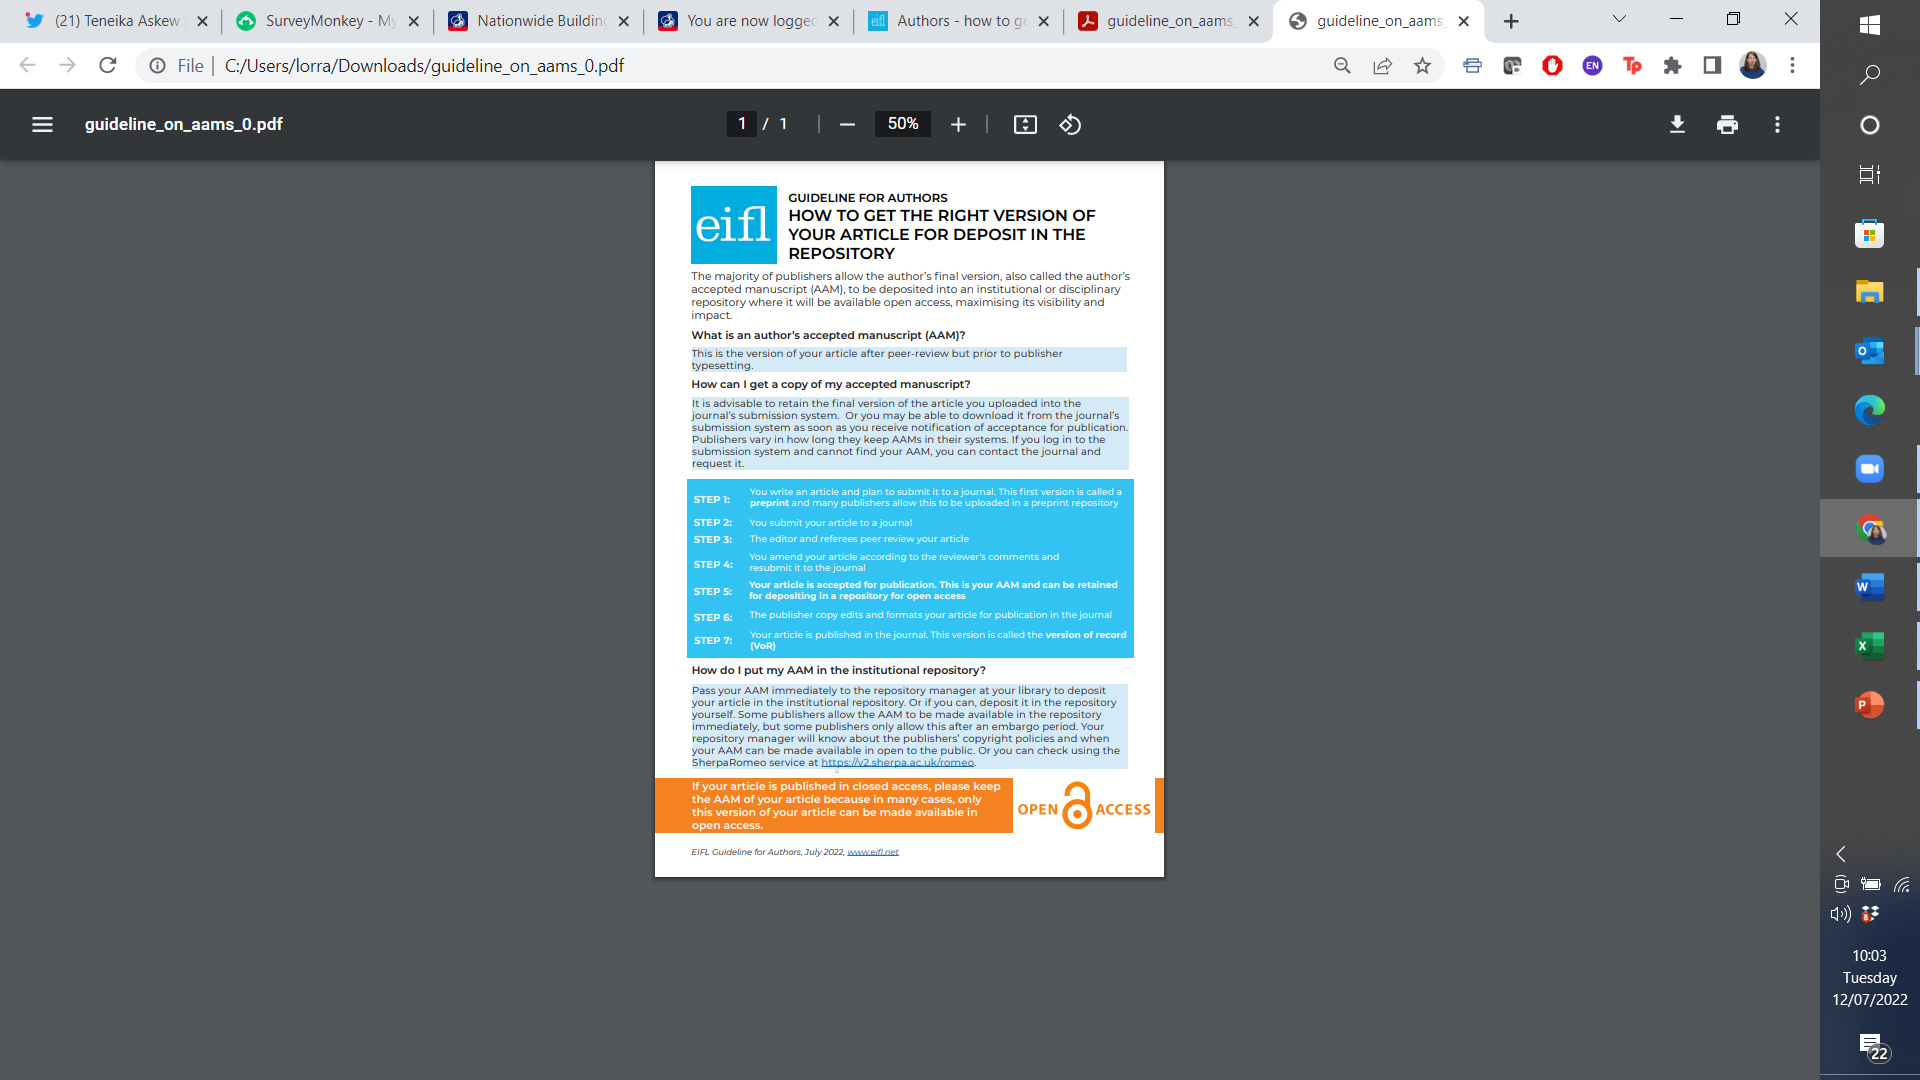 (21) Teneika Askew
SurveyMonkey - My
Nationwide Building
You are now logged
Authors - how to ge
guideline_on_aams_
guideline_on_aams_
File
C:/Users/lorra/Downloads/guideline_on_aams_0.pdf
EN
Tp
guideline_on_aams_0.pdf
1 / 1
50%
eifl
GUIDELINE FOR AUTHORS
HOW TO GET THE RIGHT VERSION OF
YOUR ARTICLE FOR DEPOSIT IN THE
REPOSITORY
The majority of publishers allow the author's final version, also called the author's
accepted manuscript (AAM), to be deposited into an institutional or disciplinary
repository where it will be available open access, maximising its visibility and
impact.
What is an author's accepted manuscript (AAM)?
This is the version of your article after peer-review but prior to publisher
typesetting.
How can I get a copy of my accepted manuscript?
It is advisable to retain the final version of the article you uploaded into the
journal's submission system. Or you may be able to download it from the journal's
submission system as soon as you receive notification of acceptance for publication.
Publishers vary in how long they keep AAMs in their systems. If you log in to the
submission system and cannot find your AAM, you can contact the journal and
request it.
STEP 1: You write an article and plan to submit it to a journal. This first version is called a
preprint and many publishers allow this to be uploaded in a preprint repository
STEP 2: You submit your article to a journal
STEP 3: The editor and referees peer review your article
STEP 4: You amend your article according to the reviewer's comments and
resubmit it to the journal
STEP 5: Your article is accepted for publication. This is your AAM and can be retained
for depositing in a repository for open access
STEP 6: The publisher copy edits and formats your article for publication in the journal
STEP 7: Your article is published in the journal. This version is called the version of record
(VoR)
How do I put my AAM in the institutional repository?
Pass your AAM immediately to the repository manager at your library to deposit
your article in the institutional repository. Or if you can, deposit it in the repository
yourself. Some publishers allow the AAM to be made available in the repository
immediately, but some publishers only allow this after an embargo period. Your
repository manager will know about the publishers' copyright policies and when
your AAM can be made available in open to the public. Or you can check using the
SherpaRomeo service at https://v2.sherpa.ac.uk/romeo.
If your article is published in closed access, please keep
the AAM of your article because in many cases, only
this version of your article can be made available in
open access.
OPEN ACCESS
EIFL Guideline for Authors, July 2022, www.eifl.net
10:03
Tuesday
12/07/2022
22